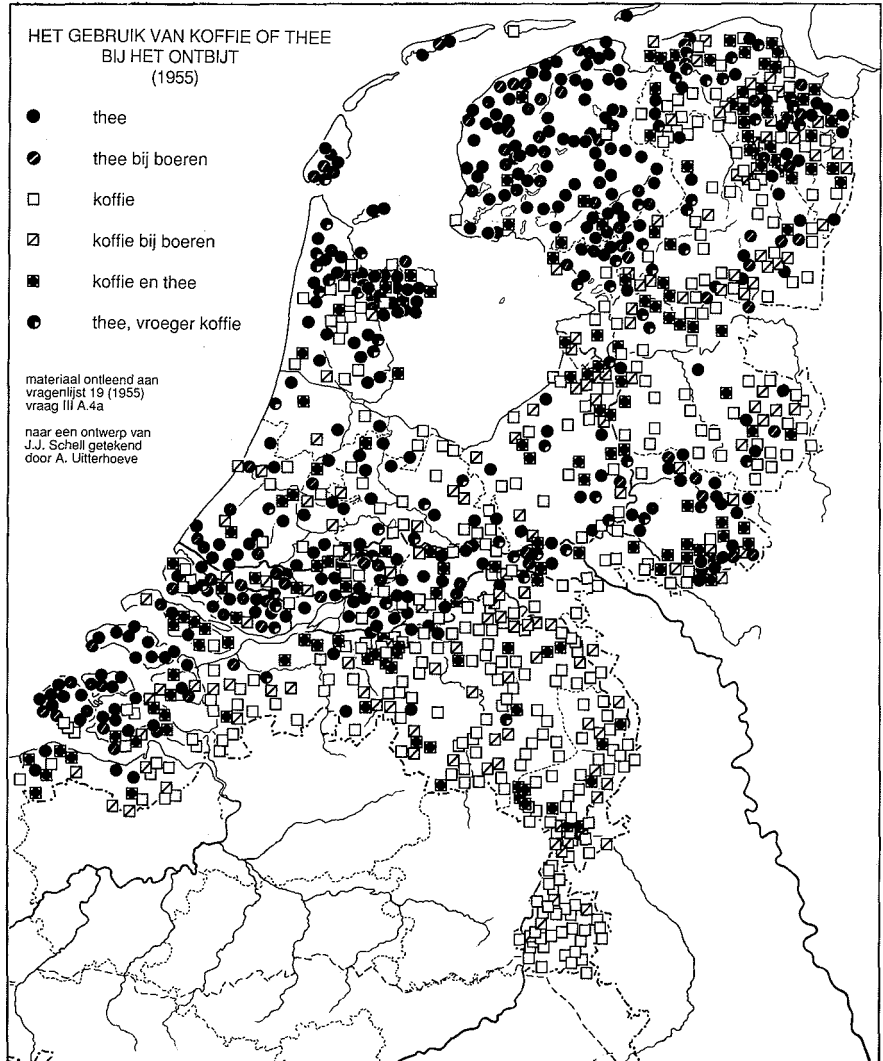 HET GEBRUIK VAN KOFFIE OF THEE
BIJ HET ONTBIJT
(1955)
thee
thee bij boeren
koffie
koffie bij boeren
koffie en thee
thee, vroeger koffie
materiaal ontleend aan
vragenlijst 19 (1955)
vraag III A.4a
naar een ontwerp van
J.J. Schell getekend
door A. Uitterhoeve